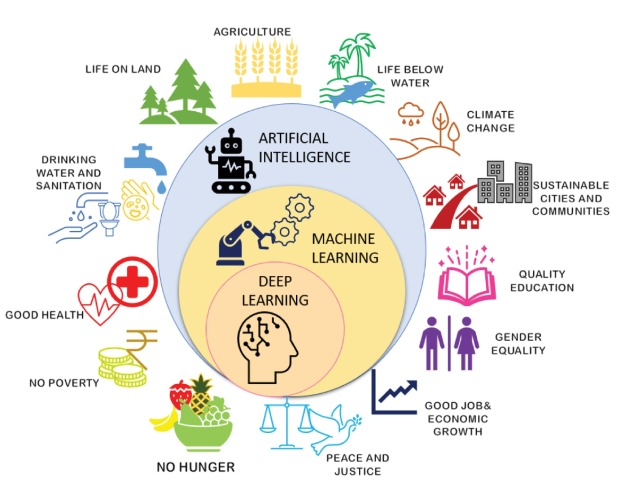 AGRICULTURE
LIFE ON LAND
LIFE BELOW
WATER
CLIMATE
CHANGE
ARTIFICIAL
INTELLIGENCE
DRINKING
WATER AND
SANITATION
SUSTAINABLE
CITIES AND
COMMUNITIES
MACHINE
LEARNING
QUALITY
EDUCATION
DEEP
LEARNING
GOOD HEALTH
GENDER
EQUALITY
NO POVERTY
GOOD JOB&
ECONOMIC
GROWTH
NO HUNGER
PEACE AND
JUSTICE